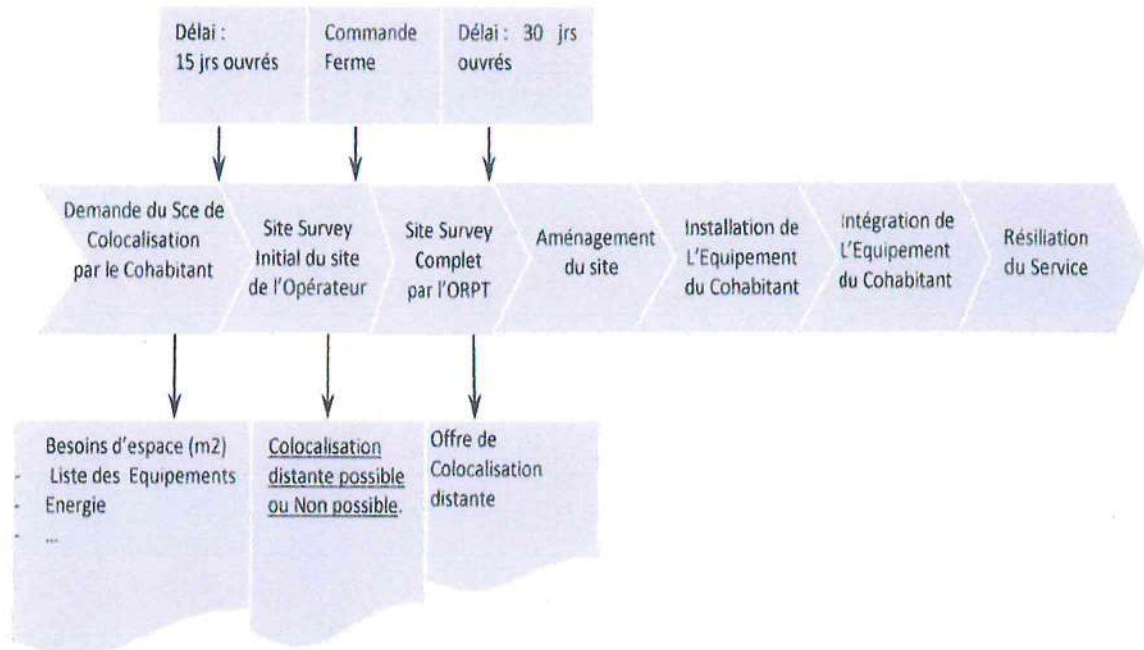 Délai :
15 jrs ouvrés
Commande
Ferme
Délai : 30 jrs
ouvrés
Demande du Sce de
Colocalisation
par le Cohabitant
Site Survey
Initial du site
de l'Opérateur
Site Survey
Complet
par l'ORPT
Aménagement
du site
Installation de
L'Equipement
du Cohabitant
Intégration de
L'Equipement
du Cohabitant
Résiliation
du Service
Besoins d'espace (m2)
- Liste des Equipements
- Energie
- ...
Colocalisation
distante possible
ou Non possible.
Offre de
Colocalisation
distante